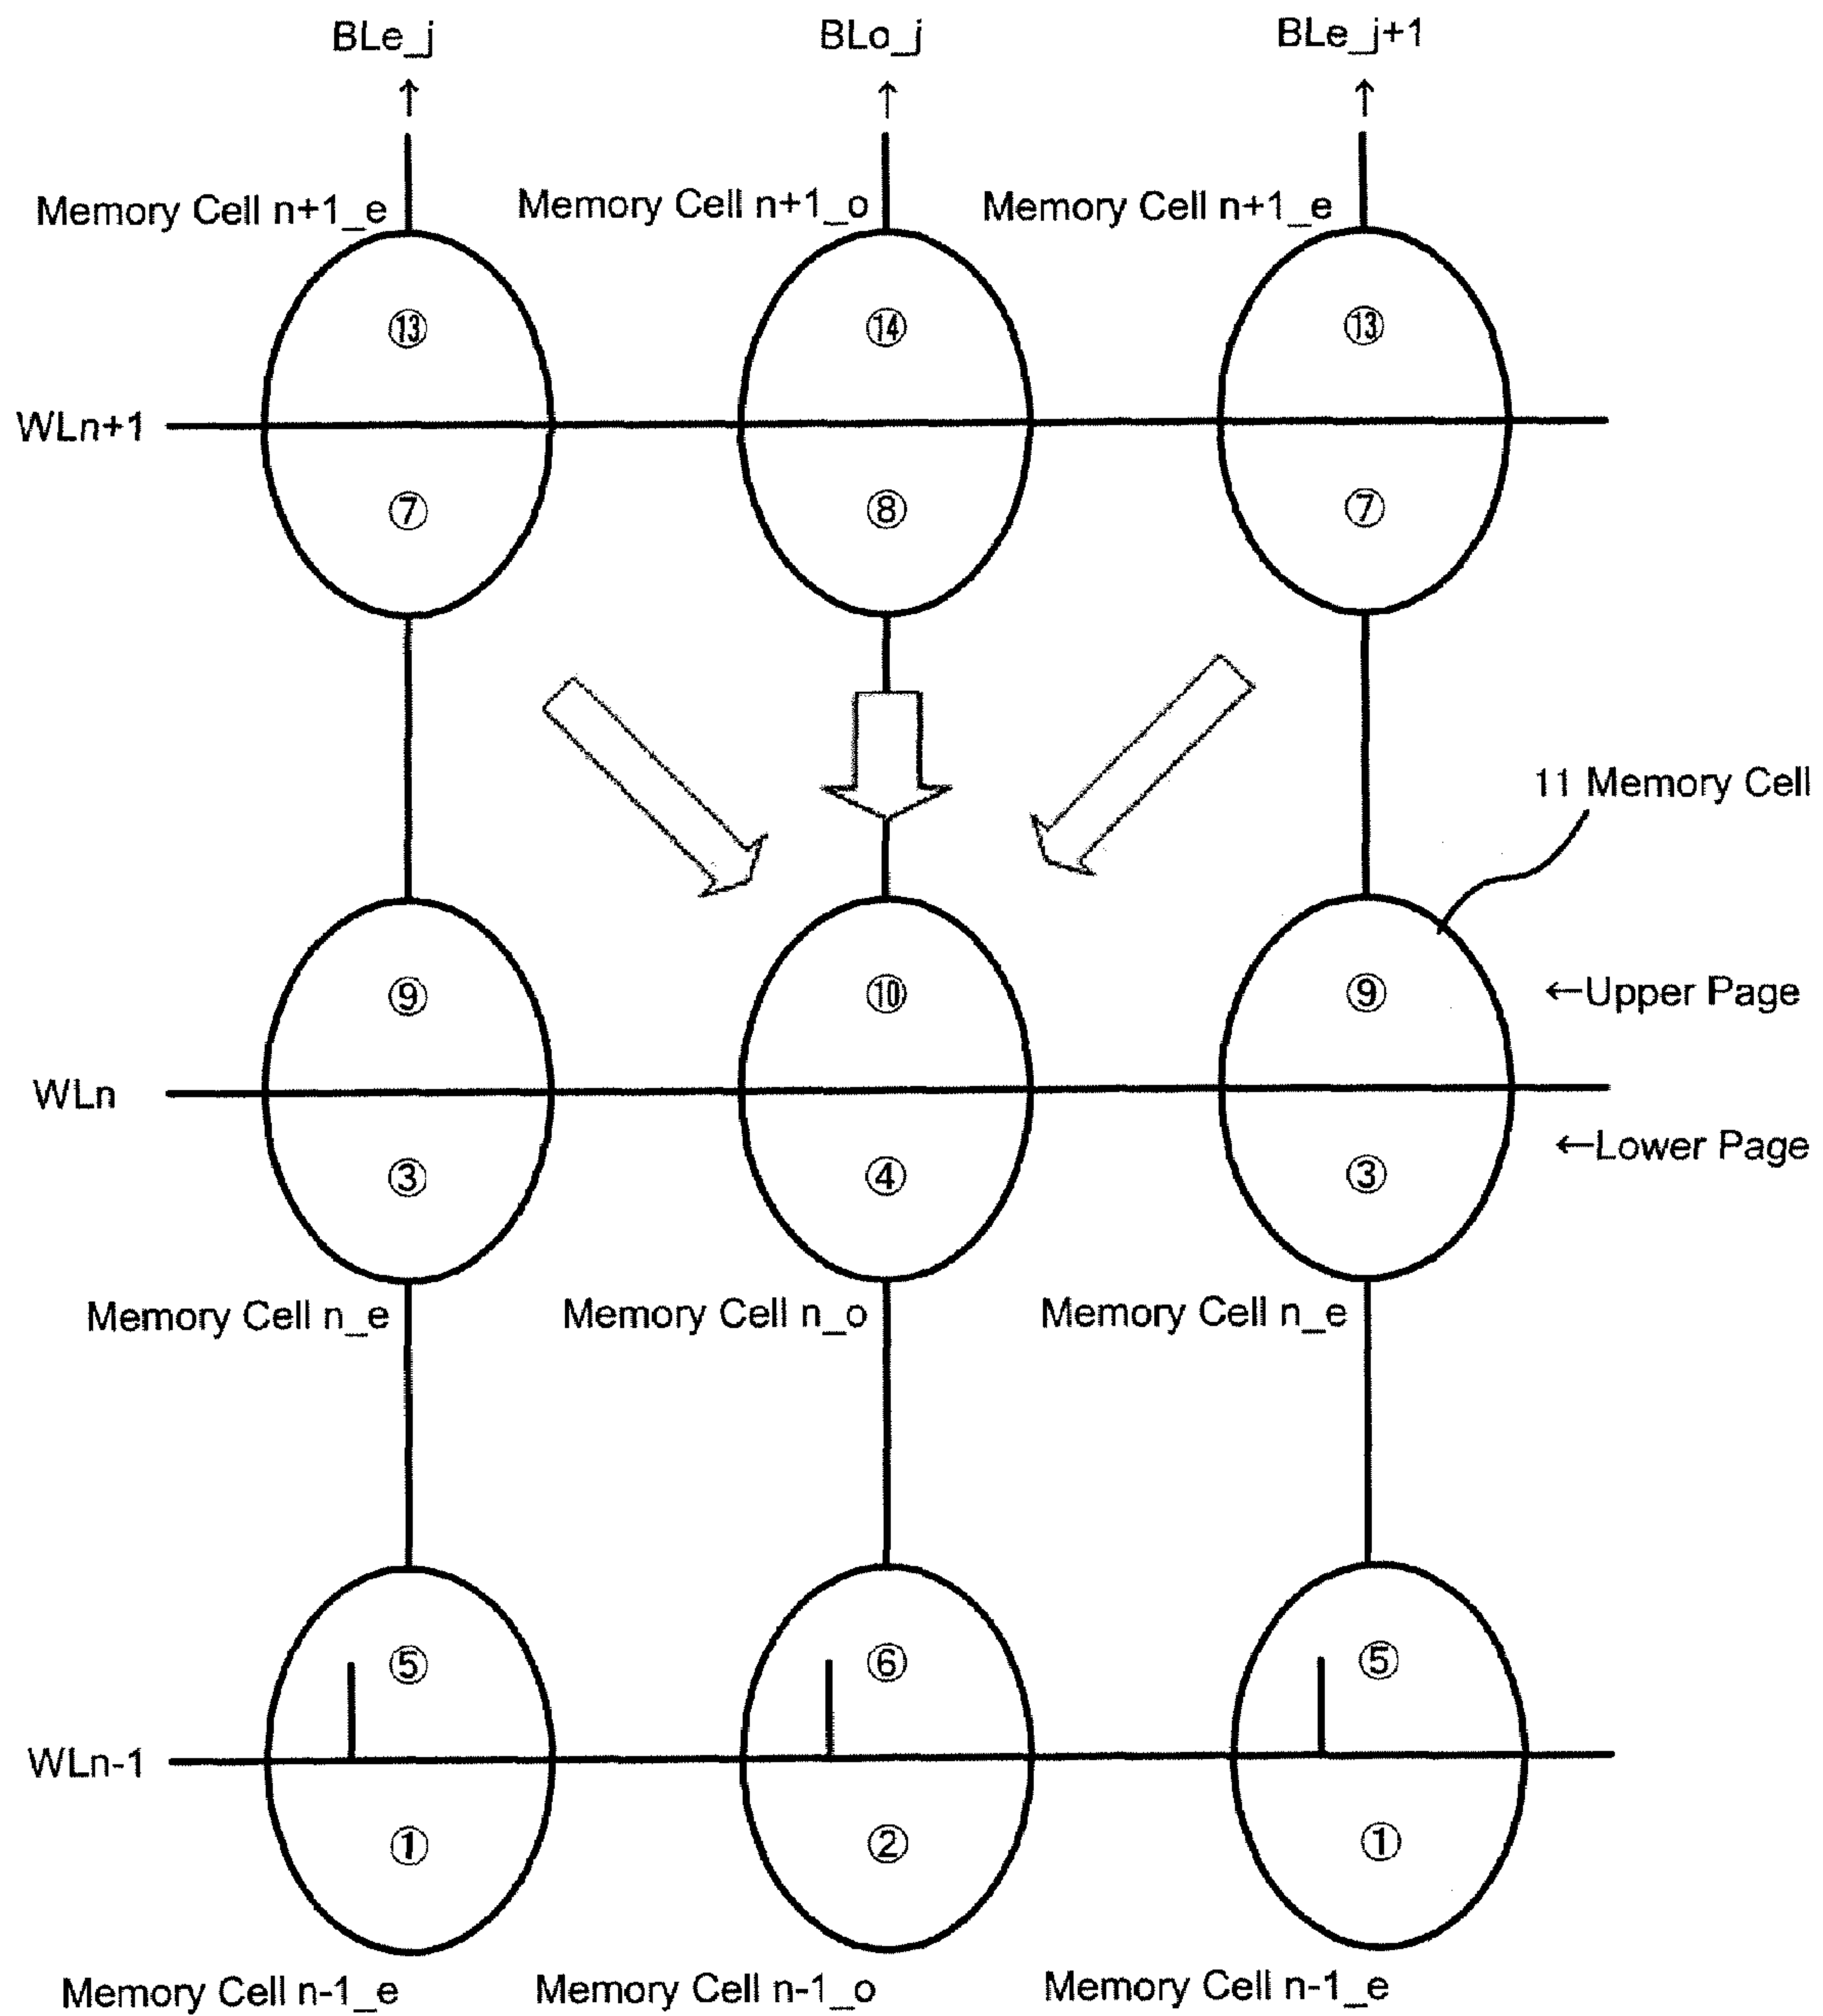 BLe_j BLo_j BLe_j+1
↑ ↑ ↑
Memory Cell n+1_e Memory Cell n+1_o Memory Cell n+1_e
⑬ ⑭ ⑬
WLn+1
⑦ ⑧ ⑦
11 Memory Cell
⑨ ⑩ ⑨ ←Upper Page
WLn
③ ④ ③ ←Lower Page
Memory Cell n_e Memory Cell n_o Memory Cell n_e
⑤ ⑥ ⑤
WLn-1
① ② ①
Memory Cell n-1_e Memory Cell n-1_o Memory Cell n-1_e